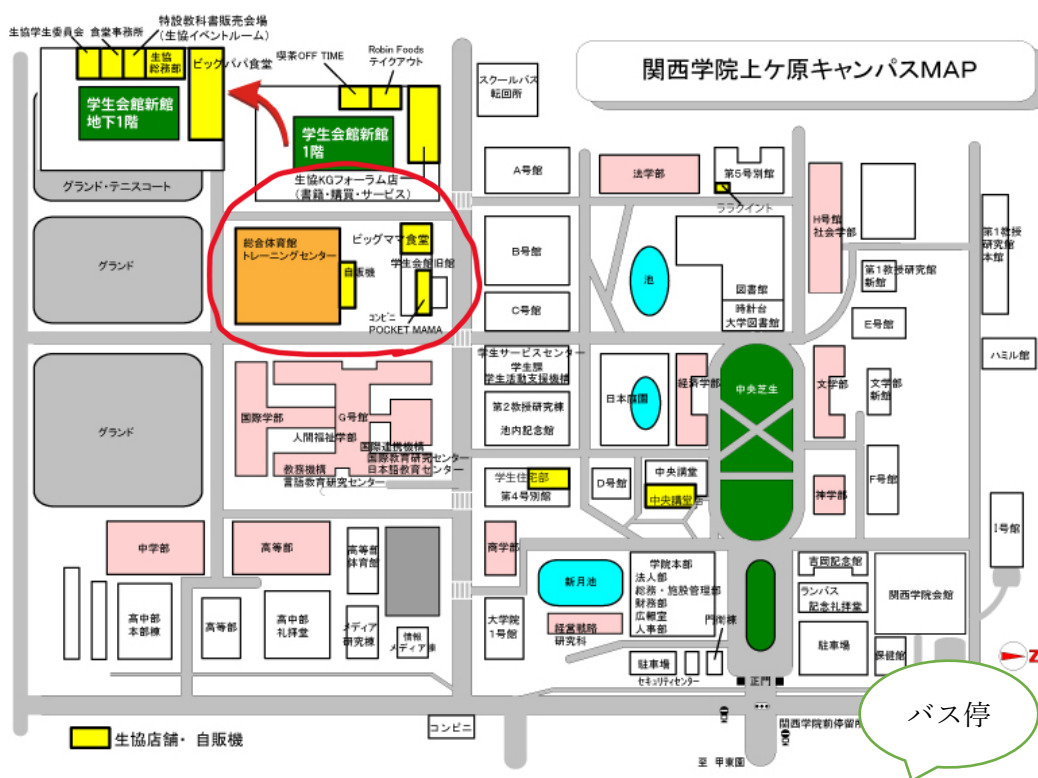 関西学院上ケ原キャンパスMAP
特設教科書販売会場
(生協イベントルーム)
生協学生委員会
食堂事務所
生協
総務部
ビッグパパ食堂
学生会館新館
地下1階
喫茶OFF TIME
Robin Foods
テイクアウト
学生会館新館
1階
生協KGフォーラム店
(書籍・購買・サービス)
スクールバス
転回所
グランド・テニスコート
グランド
グランド
総合体育館
トレーニングセンター
自販機
ビッグママ食堂
学生会館旧館
コンビニ
POCKET MAMA
A号館
B号館
C号館
法学部
第5号別館
ララクイント
池
図書館
時計台
大学図書館
H号館
社会学部
第1教授
研究館
本館
第1教授研究館
新館
E号館
ハミル館
学生サービスセンター
学生課
学生活動支援機構
第2教授研究棟
池内記念館
日本庭園
経済学部
中央芝生
文学部
文学部
新館
国際学部
G号館
人間福祉学部
国際連携機構
国際教育研究センター
日本語教育センター
教務機構
言語教育研究センター
学生住宅部
第4号別館
D号館
中央講堂
中央講堂店
神学部
F号館
I号館
中学部
高等部
高等部
体育館
商学部
高中部
本部棟
高等部
高中部
礼拝堂
メディア
研究棟
情報
メディア棟
大学院
1号館
新月池
経営戦略
研究科
学院本部
法人部
総務・施設管理部
財務部
広報室
人事部
門衛棟
吉岡記念館
ランバス
記念礼拝堂
関西学院会館
駐車場
保健館
駐車場
セキュリティセンター
正門
コンビニ
関西学院前停留所
至 甲東園
バス停
生協店舗・自販機